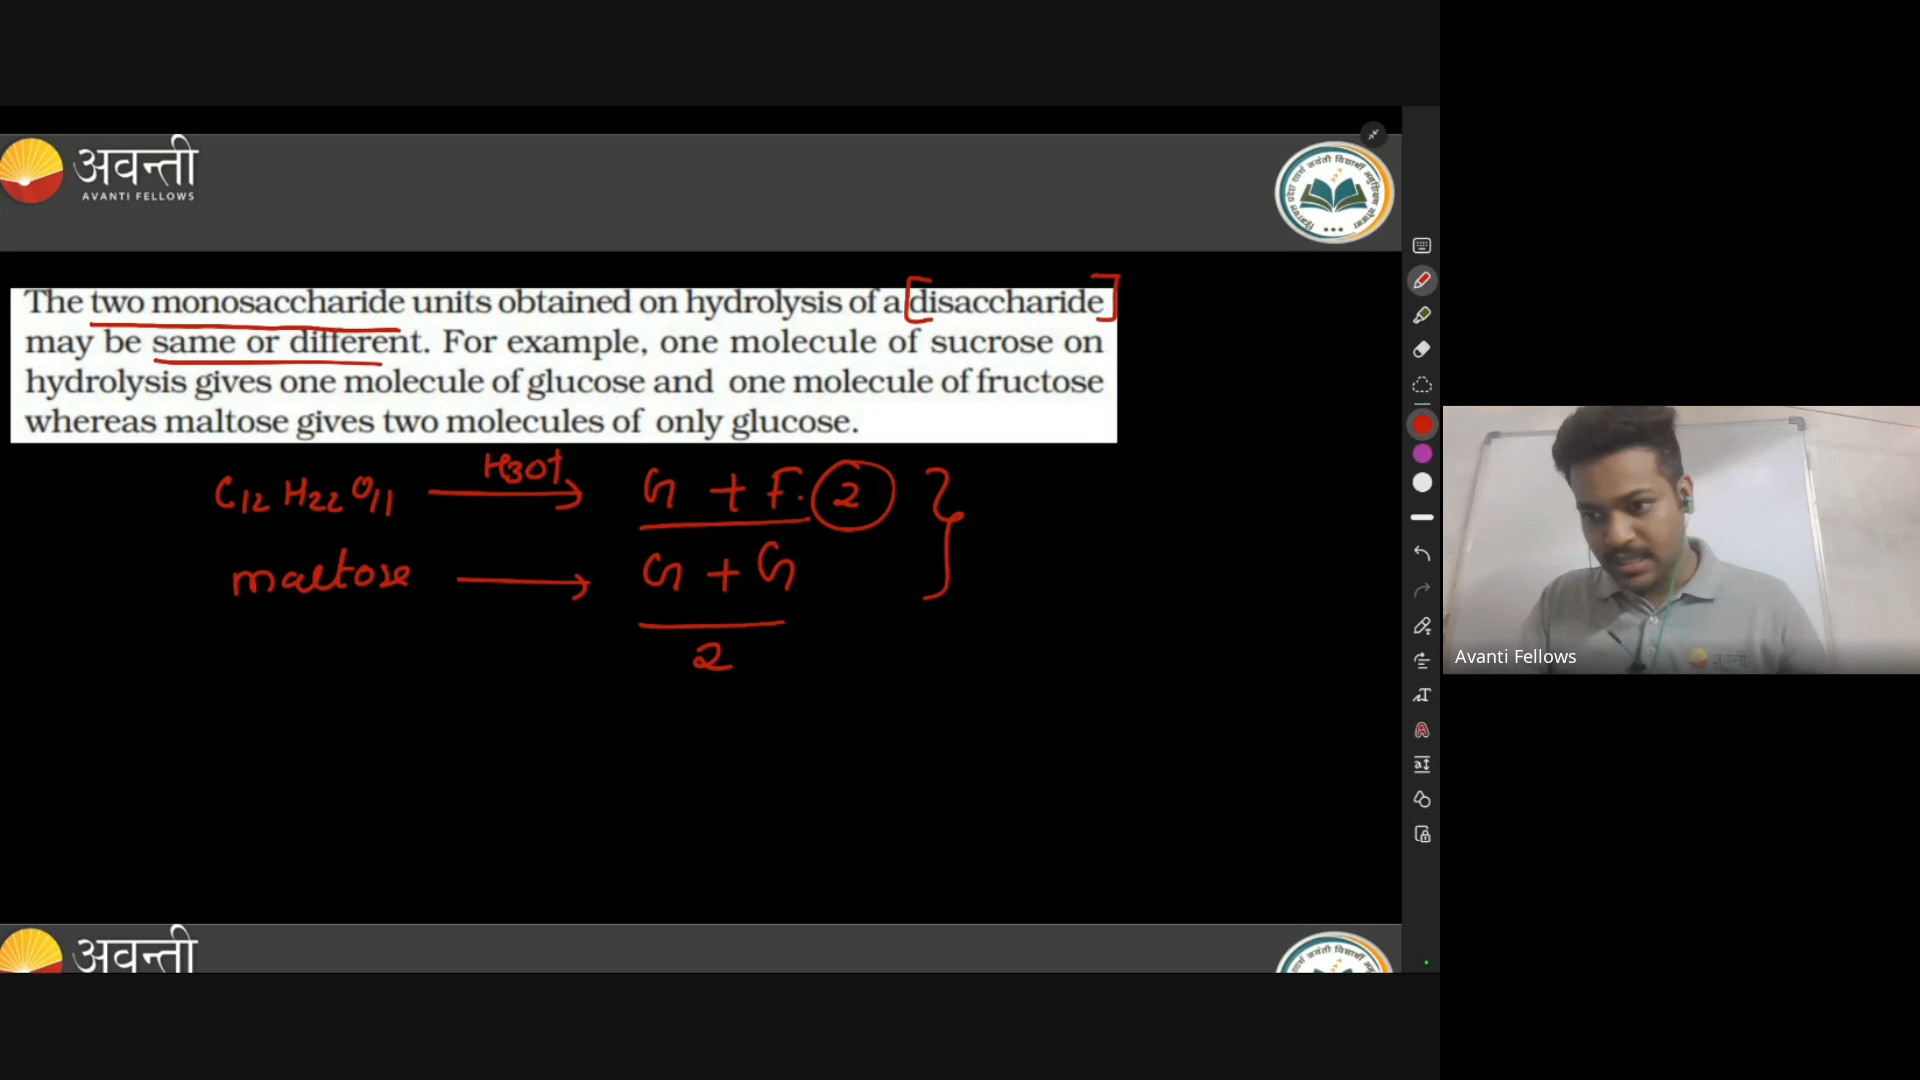 अवन्ती
AVANTI FELLOWS
The two monosaccharide units obtained on hydrolysis of a [disaccharide]
may be same or different. For example, one molecule of sucrose on
hydrolysis gives one molecule of glucose and one molecule of fructose
whereas maltose gives two molecules of only glucose.
C12 H22 O11 H3O+ → G + F. 2 }
maltose → G + G
2
Avanti Fellows
अवन्ती